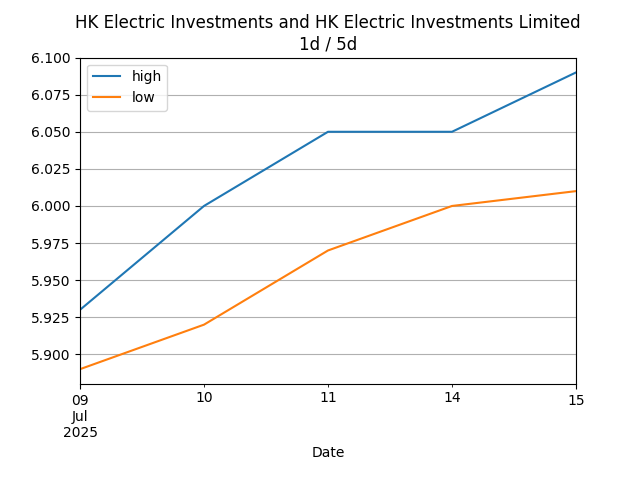 HK Electric Investments and HK Electric Investments Limited
1d / 5d
6.100
6.075
6.050
6.025
6.000
5.975
5.950
5.925
5.900
high
low
09 10 11 14 15
Jul
2025
Date